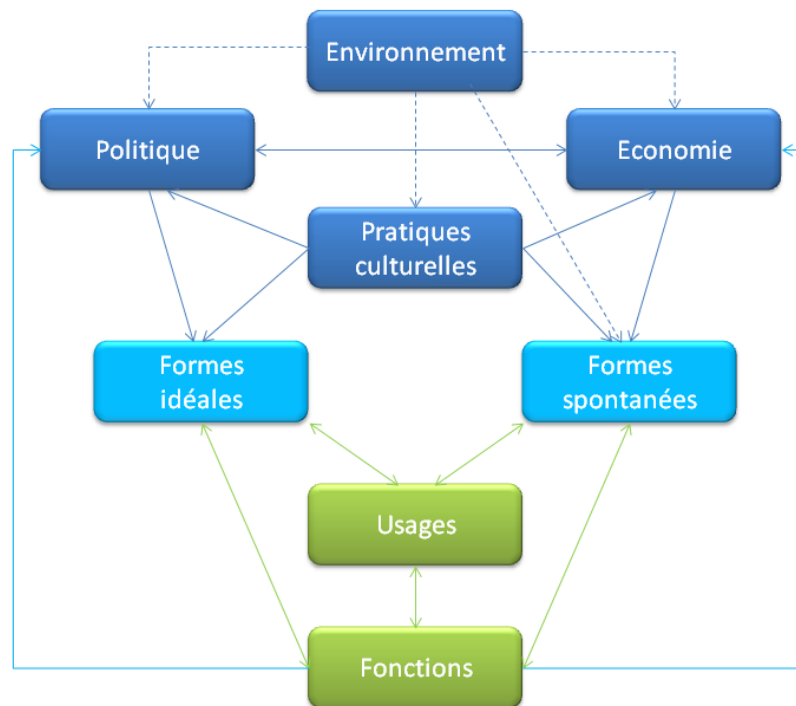 Environnement
Politique
Economie
Pratiques
culturelles
Formes
idéales
Formes
spontanées
Usages
Fonctions